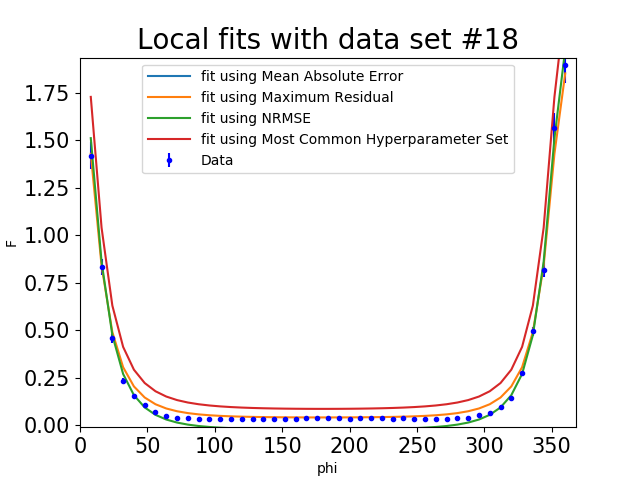 Local fits with data set #18
fit using Mean Absolute Error
fit using Maximum Residual
fit using NRMSE
fit using Most Common Hyperparameter Set
Data
F
1.75
1.50
1.25
1.00
0.75
0.50
0.25
0.00
0 50 100 150 200 250 300 350
phi